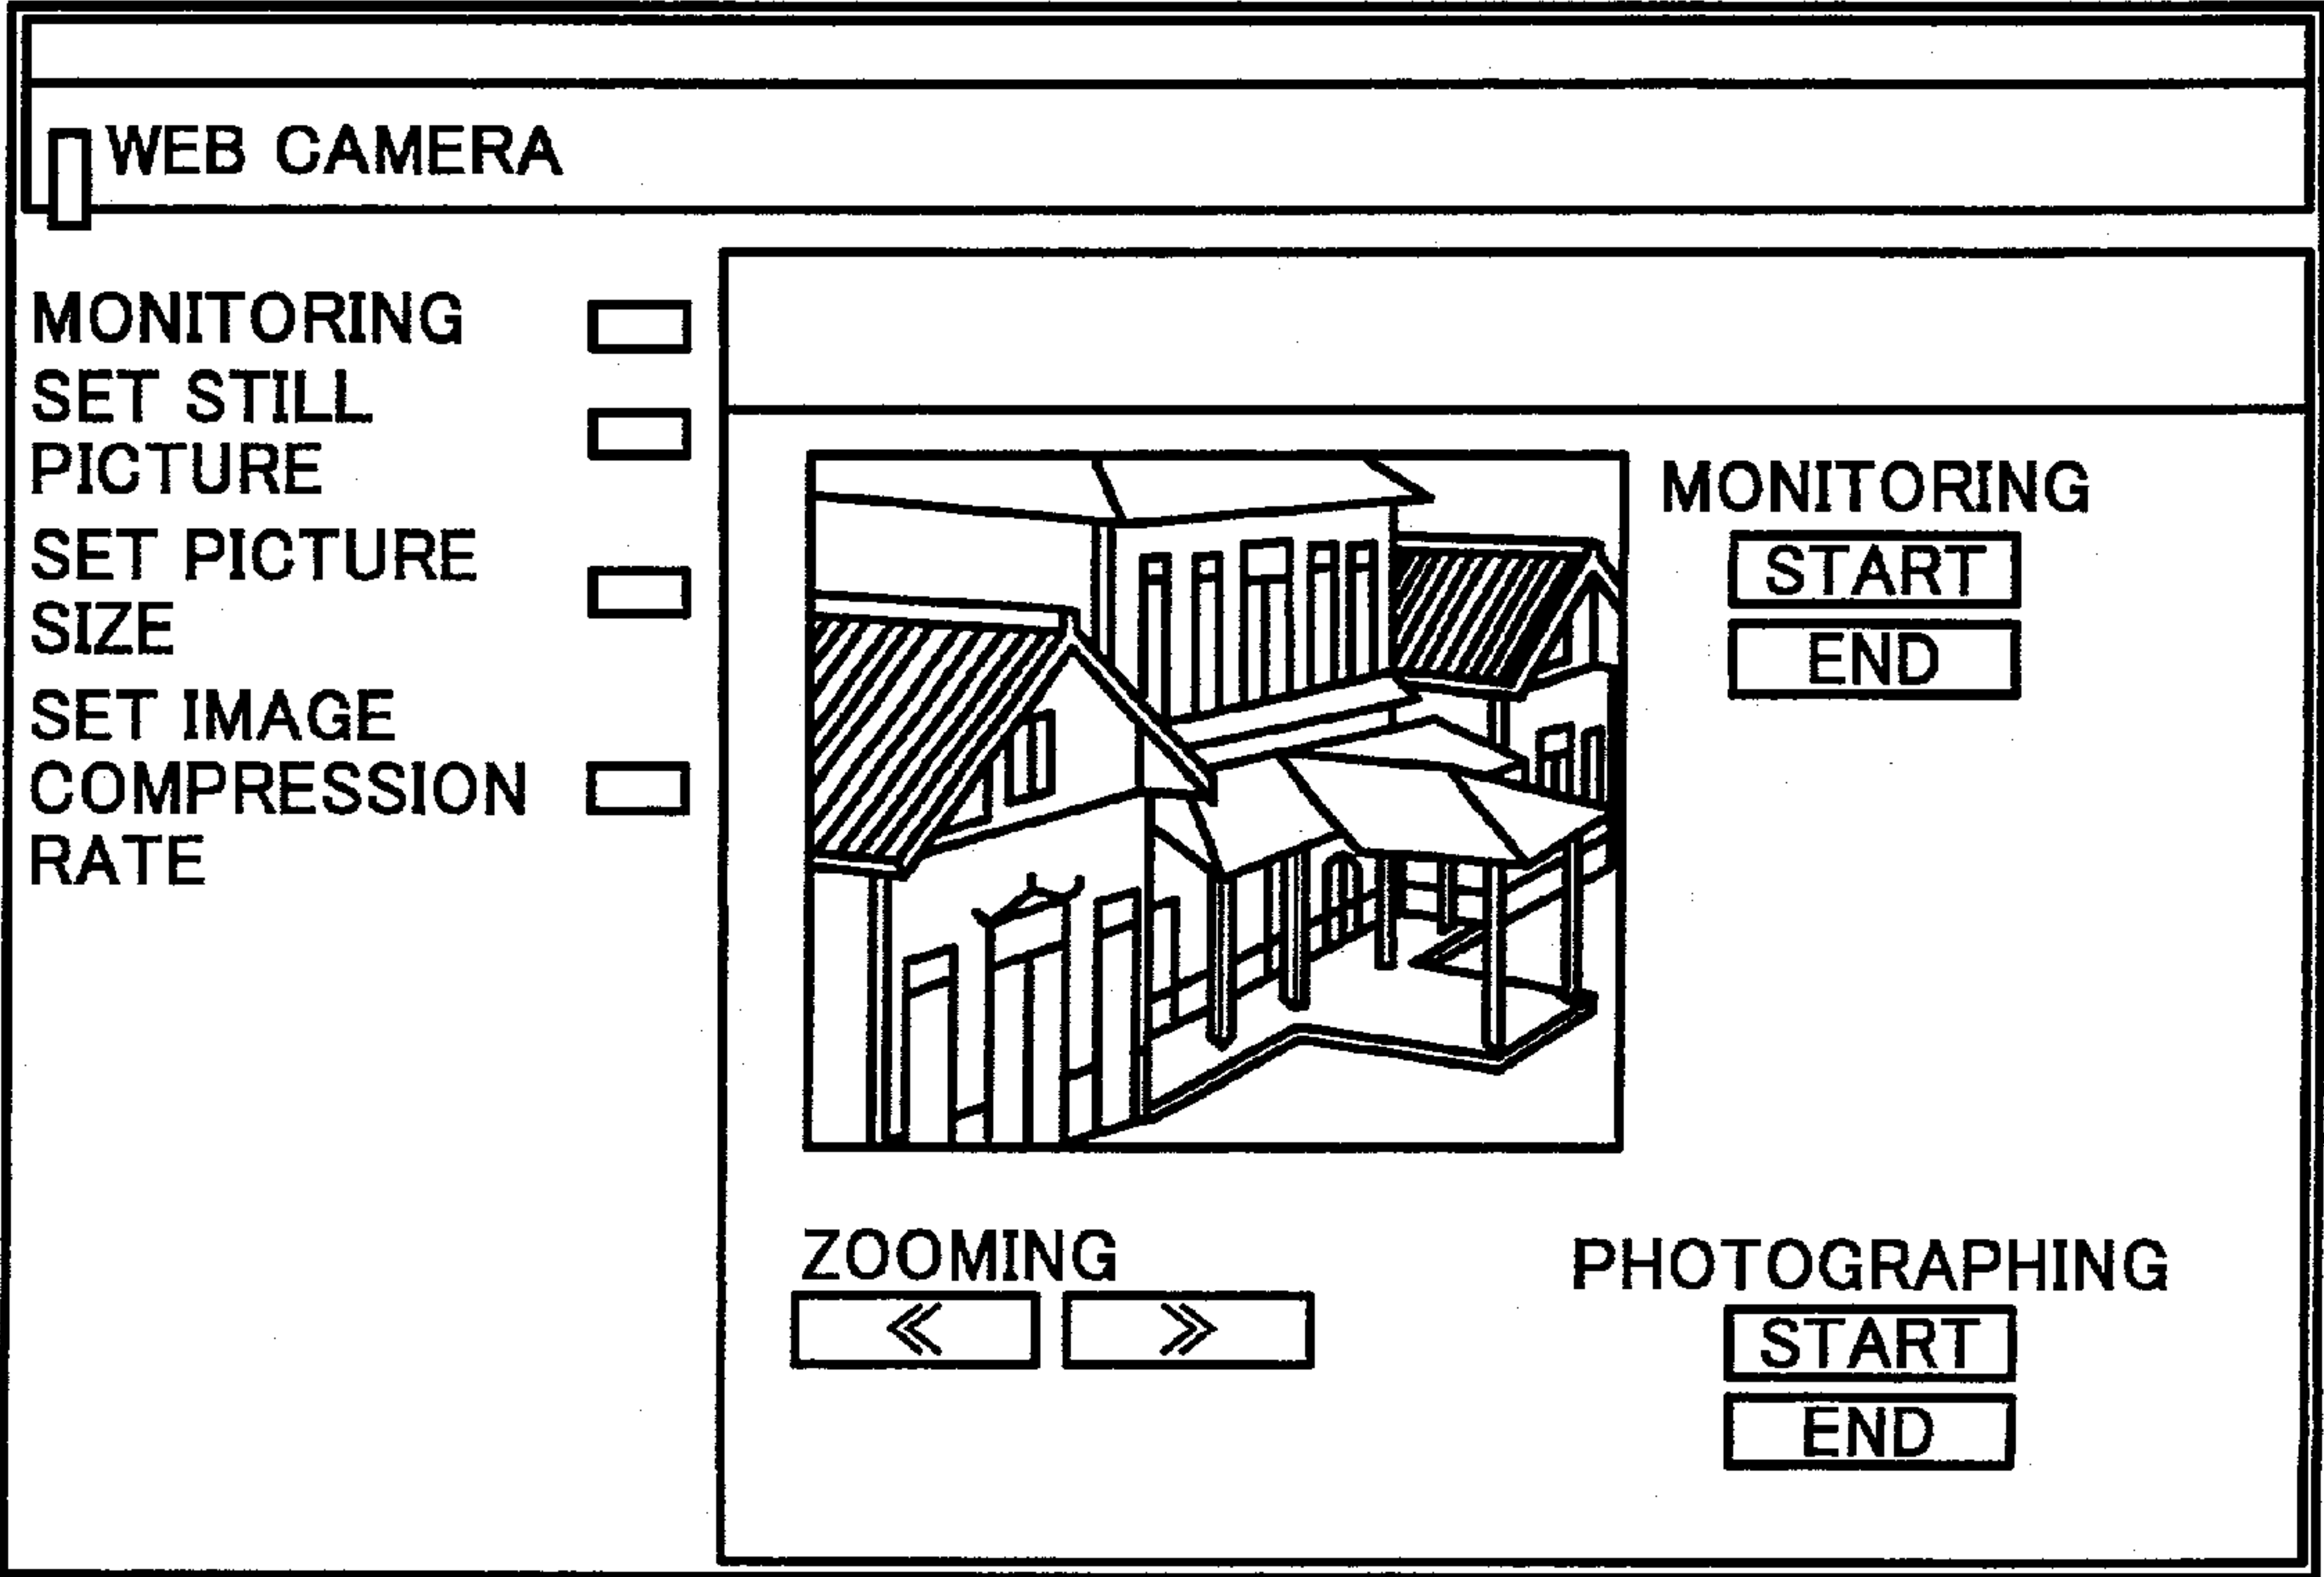 WEB CAMERA
MONITORING
SET STILL
PICTURE
SET PICTURE
SIZE
SET IMAGE
COMPRESSION
RATE
MONITORING
START
END
ZOOMING
≪
≫
PHOTOGRAPHING
START
END